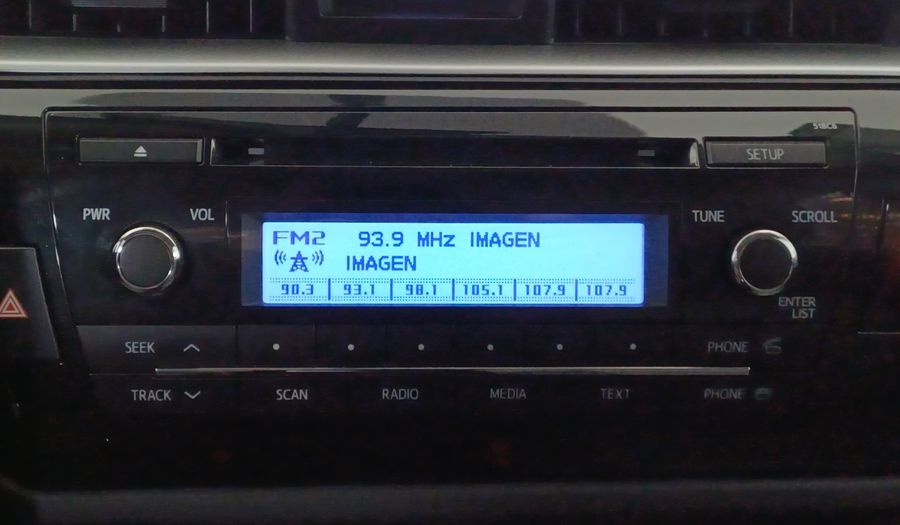 51BC8
SETUP
PWR VOL TUNE SCROLL
FM2 93.9 MHz IMAGEN
IMAGEN
90.3 93.1 98.1 105.1 107.9 107.9
ENTER
LIST
SEEK PHONE
TRACK SCAN RADIO MEDIA TEXT PHONE